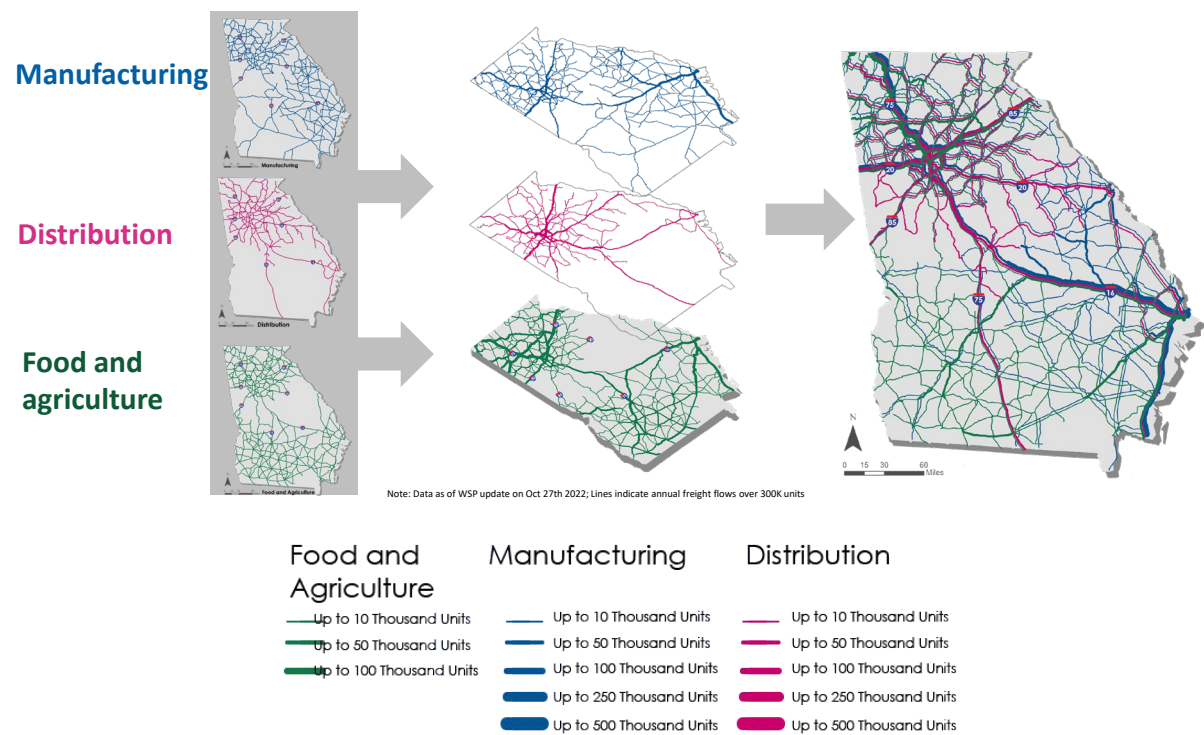 Manufacturing
Manufacturing
Distribution
Distribution
Food and
agriculture
Food and Agriculture
75
85
20
20
85
75
16
N
0 15 30 60
Miles
Note: Data as of WSP update on Oct 27th 2022; Lines indicate annual freight flows over 300K units
Food and
Agriculture
Up to 10 Thousand Units
Up to 50 Thousand Units
Up to 100 Thousand Units
Manufacturing
Up to 10 Thousand Units
Up to 50 Thousand Units
Up to 100 Thousand Units
Up to 250 Thousand Units
Up to 500 Thousand Units
Distribution
Up to 10 Thousand Units
Up to 50 Thousand Units
Up to 100 Thousand Units
Up to 250 Thousand Units
Up to 500 Thousand Units